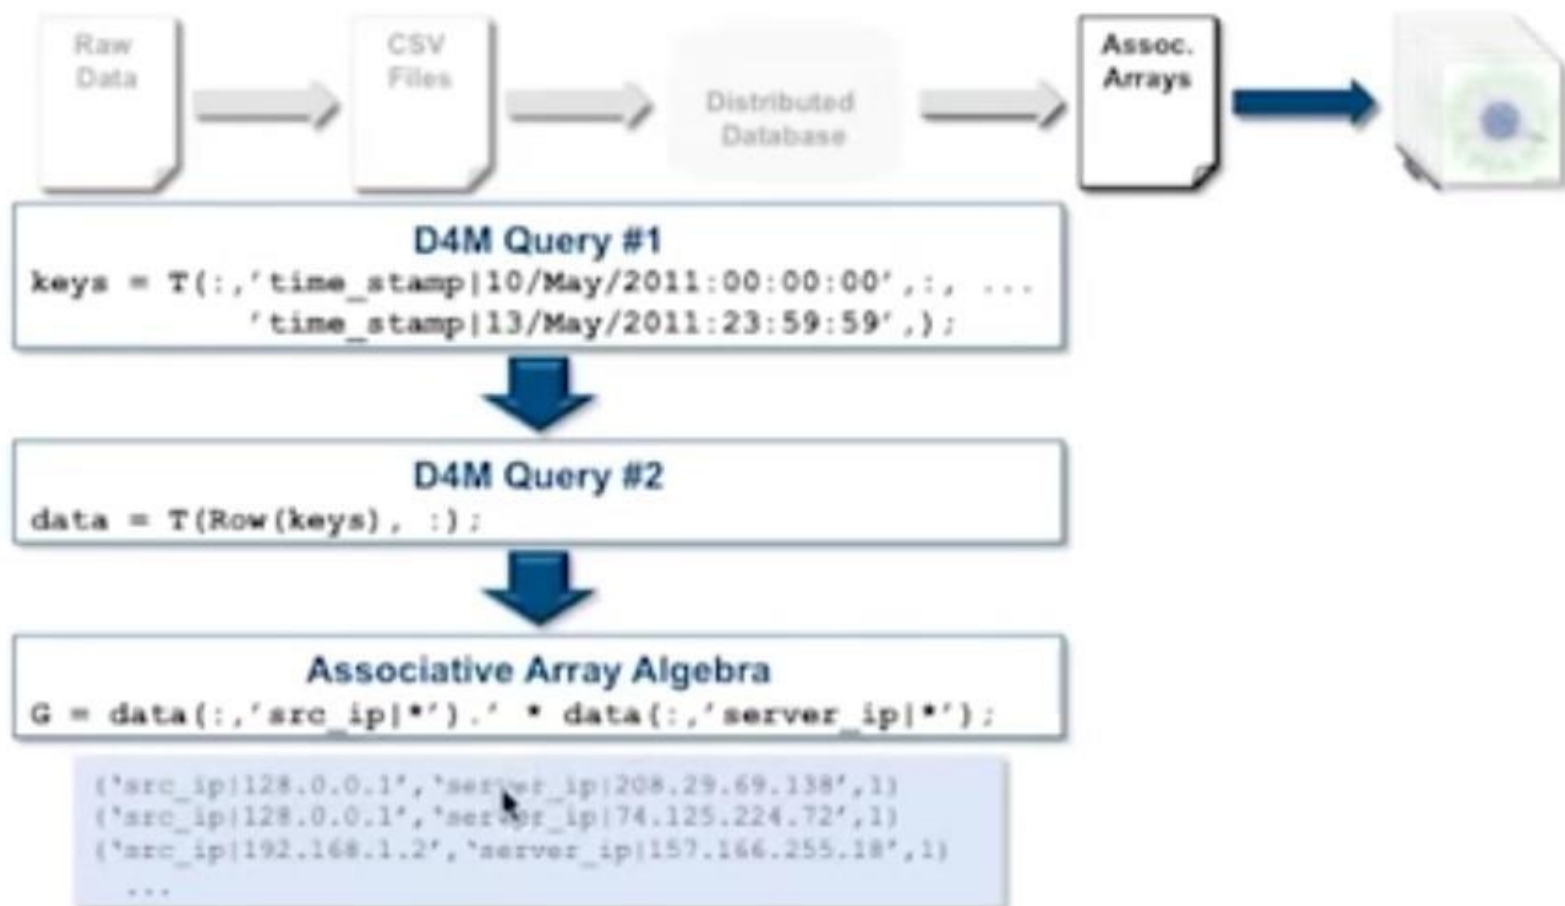 Raw
Data
CSV
Files
Distributed
Database
Assoc.
Arrays
D4M Query #1
keys = T(:,'time_stamp|10/May/2011:00:00:00',:, ...
'time_stamp|13/May/2011:23:59:59',);
D4M Query #2
data = T(Row(keys), :);
Associative Array Algebra
G = data(:,'src_ip|*').' * data(:,'server_ip|*');
('src_ip|128.0.0.1','server_ip|208.29.69.138',1)
('src_ip|128.0.0.1','server_ip|74.125.224.72',1)
('src_ip|192.168.1.2','server_ip|157.166.255.18',1)
...